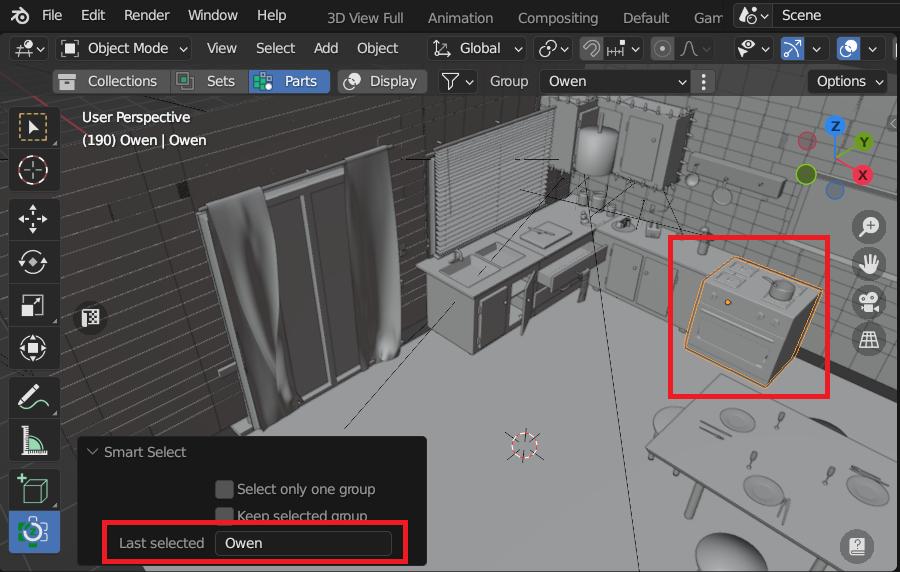 File Edit Render Window Help 3D View Full Animation Compositing Default Gam Scene
Object Mode View Select Add Object Global
Collections Sets Parts Display Group Owen Options
User Perspective
(190) Owen | Owen
Z
Y
X
Smart Select
Select only one group
Keep selected group
Last selected Owen